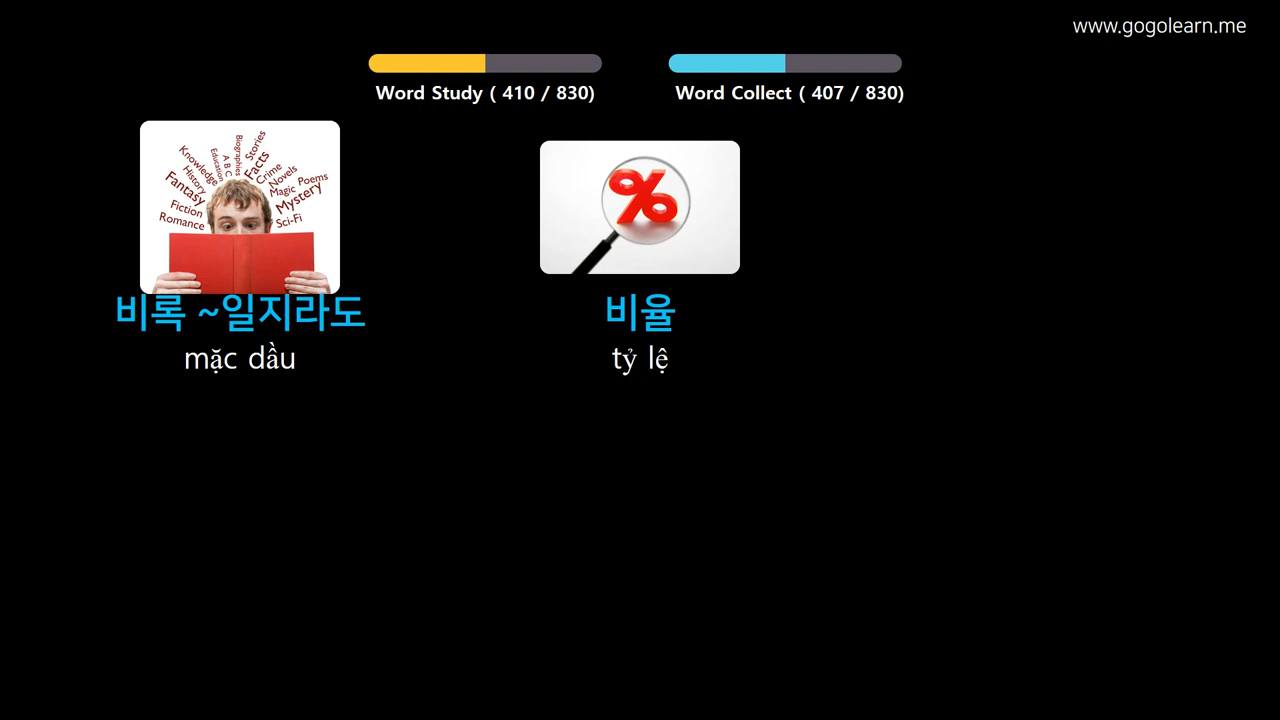 www.gogolearn.me
Word Study ( 410 / 830)
Word Collect ( 407 / 830)
Knowledge
History
Fantasy
Fiction
Romance
Education
A B C
Biographies
Stories
Facts
Crime
Novels
Magic
Poems
Mystery
Sci-Fi
%
비록 ~일지라도
mặc dầu
비율
tỷ lệ